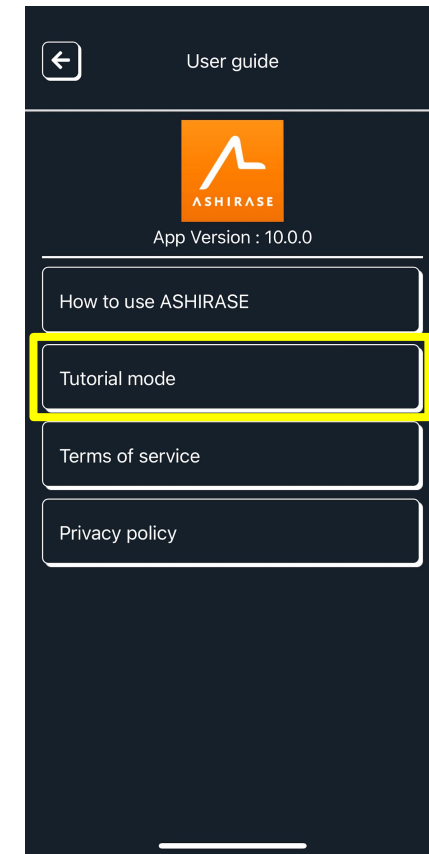 User guide
ASHIRASE
App Version : 10.0.0
How to use ASHIRASE
Tutorial mode
Terms of service
Privacy policy